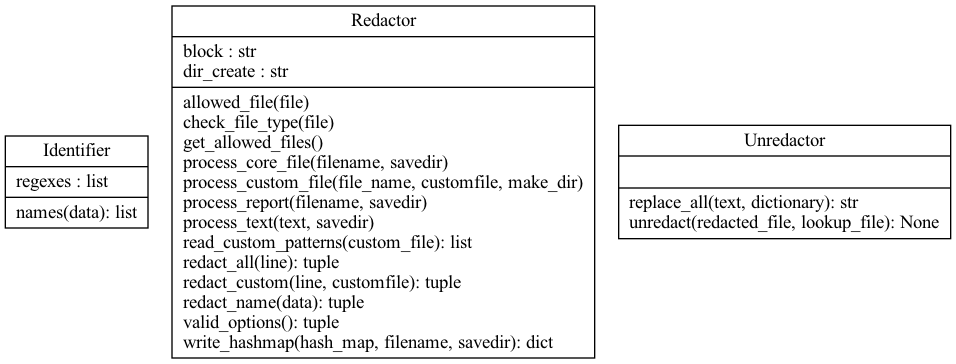 Identifier
regexes : list
names(data): list
Redactor
block : str
dir_create : str
allowed_file(file)
check_file_type(file)
get_allowed_files()
process_core_file(filename, savedir)
process_custom_file(file_name, customfile, make_dir)
process_report(filename, savedir)
process_text(text, savedir)
read_custom_patterns(custom_file): list
redact_all(line): tuple
redact_custom(line, customfile): tuple
redact_name(data): tuple
valid_options(): tuple
write_hashmap(hash_map, filename, savedir): dict
Unredactor
replace_all(text, dictionary): str
unredact(redacted_file, lookup_file): None